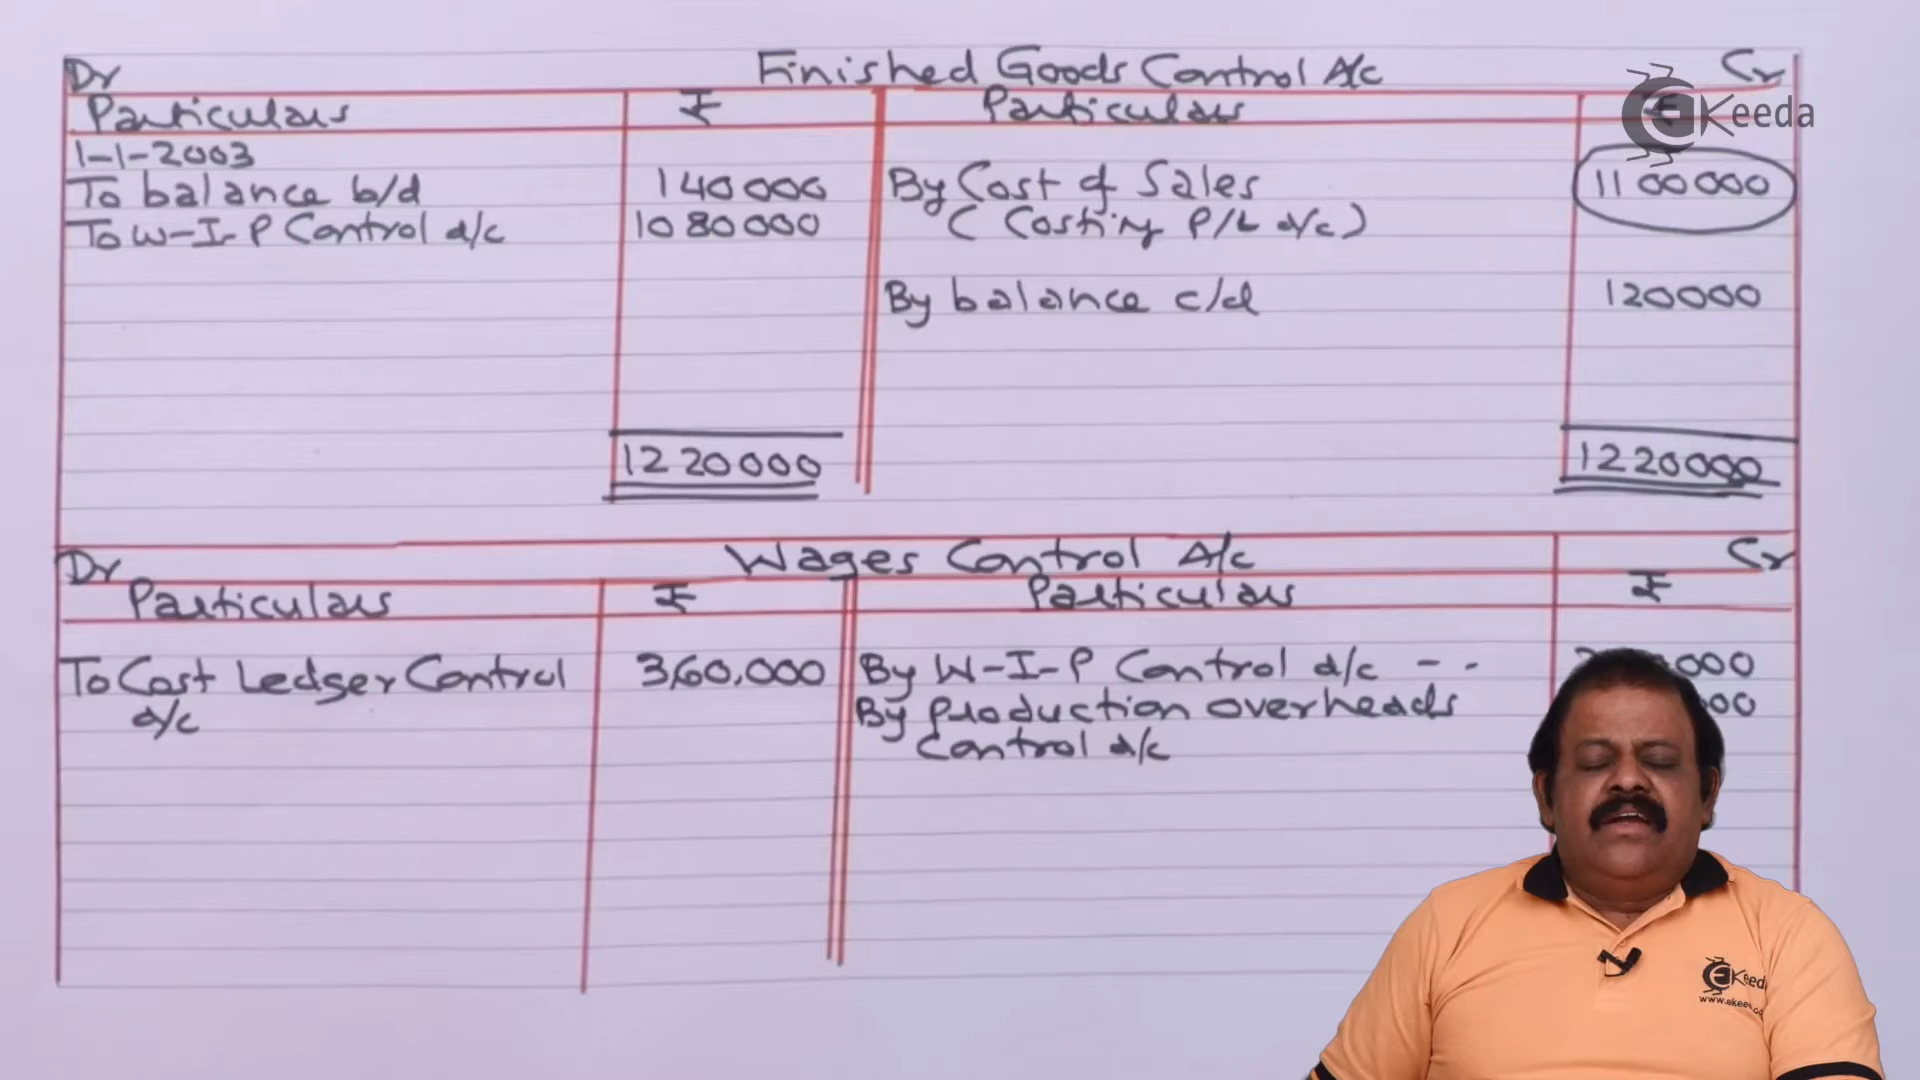 Dr Finished Goods Control A/c Cr
Particulars ₹ Particulars
EKeeda
1-1-2003
To balance b/d 140000 By Cost of Sales 1100000
To W-I-P Control a/c 1080000 ( Costing P/L a/c )
By balance c/d 120000
1220000 1220000
Dr Wages Control A/c Cr
Particulars ₹ Particulars ₹
To Cost Ledger Control 3,60,000 By W-I-P Control a/c - -
a/c By production overheads
Control a/c
EKeeda